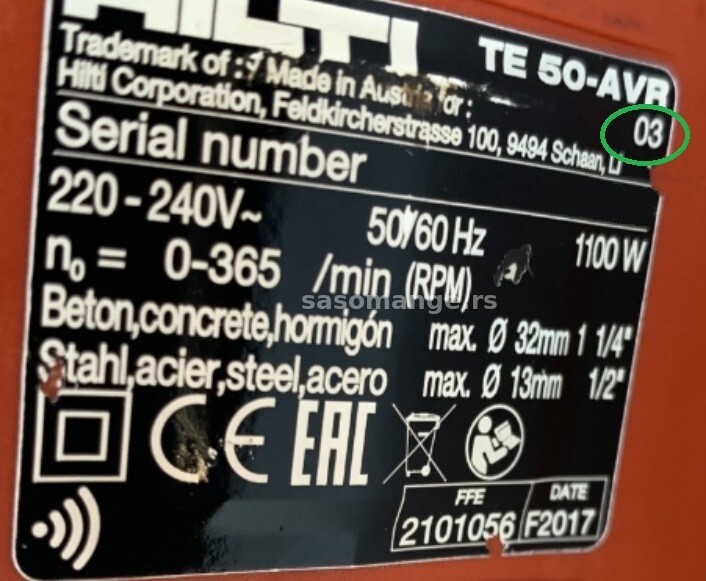 HILTI
TE 50-AVR
Trademark of : Made in Austria for : 03
Hilti Corporation, Feldkircherstrasse 100, 9494 Schaan, LI
Serial number
220-240V~ 50/60 Hz 1100 W
n₀ = 0-365 /min (RPM)
sasomange.rs
Beton,concrete,hormigón max. Ø 32mm 1 1/4"
Stahl,acier,steel,acero max. Ø 13mm 1/2"
CE EAC
FFE DATE
2101056 F2017